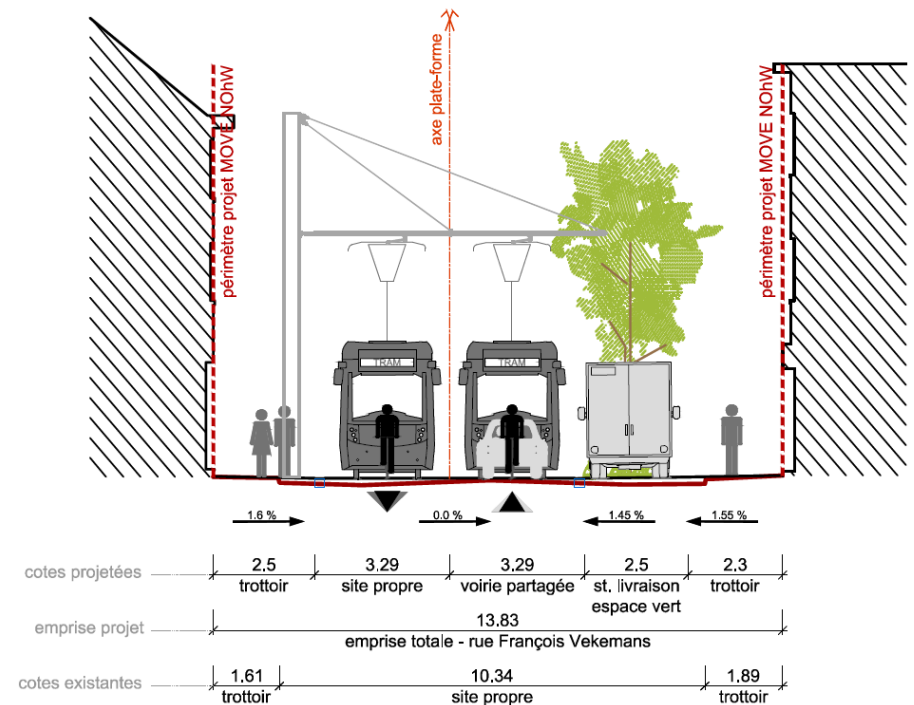 axe plate-forme
périmètre projet MOVE NOhW
périmètre projet MOVE NOhW
TRAM
TRAM
1.6 %
0.0 %
1.45 %
1.55 %
cotes projetées
2.5
3.29
3.29
2.5
2.3
trottoir
site propre
voirie partagée
st. livraison
espace vert
trottoir
emprise projet
13.83
emprise totale - rue François Vekemans
cotes existantes
1.61
10.34
1.89
trottoir
site propre
trottoir